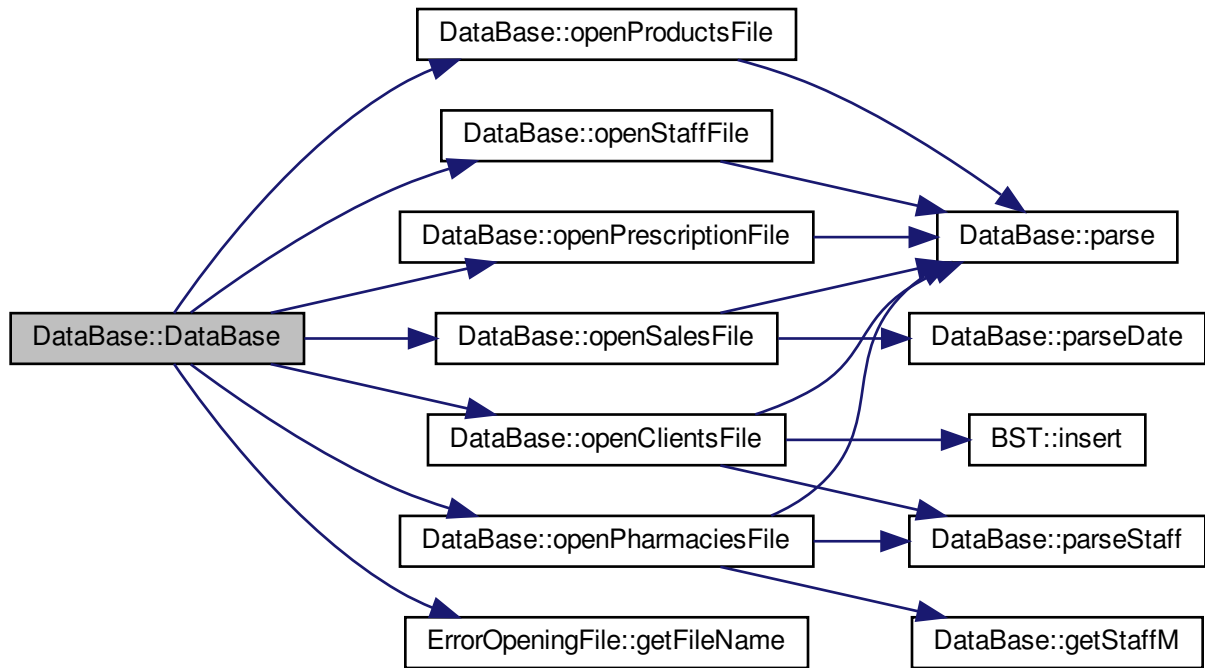 DataBase::openProductsFile
DataBase::openStaffFile
DataBase::openPrescriptionFile
DataBase::parse
DataBase::DataBase
DataBase::openSalesFile
DataBase::parseDate
DataBase::openClientsFile
BST::insert
DataBase::openPharmaciesFile
DataBase::parseStaff
ErrorOpeningFile::getFileName
DataBase::getStaffM